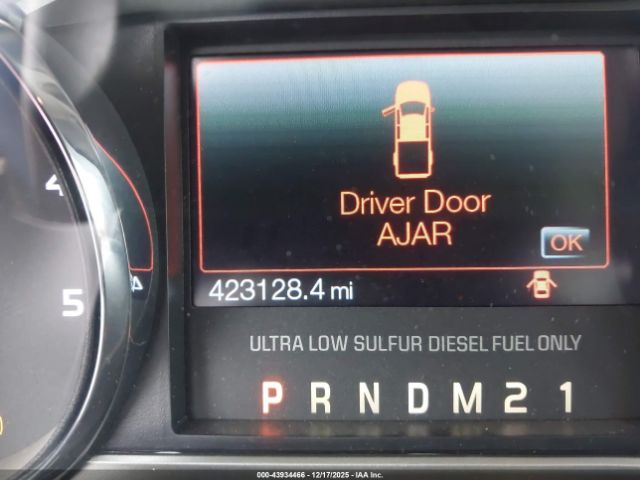 4
5
Driver Door
AJAR
OK
423128.4 mi
ULTRA LOW SULFUR DIESEL FUEL ONLY
P R N D M 2 1
000-43934466 - 12/17/2025 - IAA Inc.